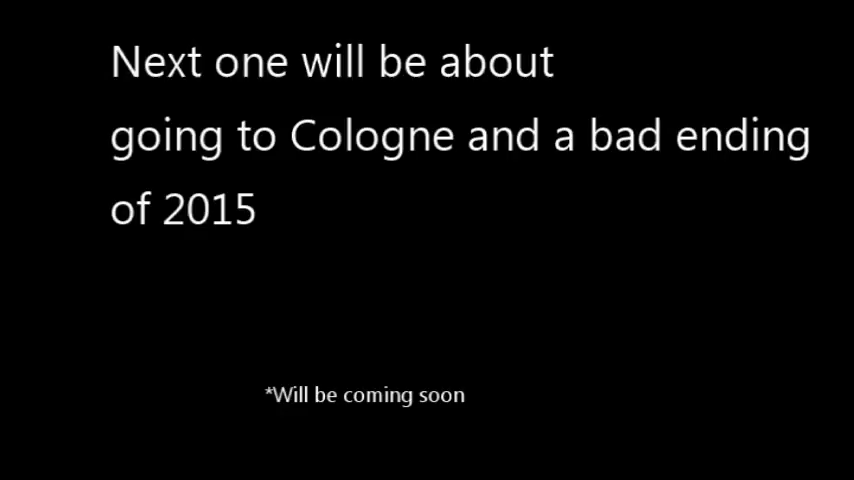 Next one will be about
going to Cologne and a bad ending
of 2015
*Will be coming soon